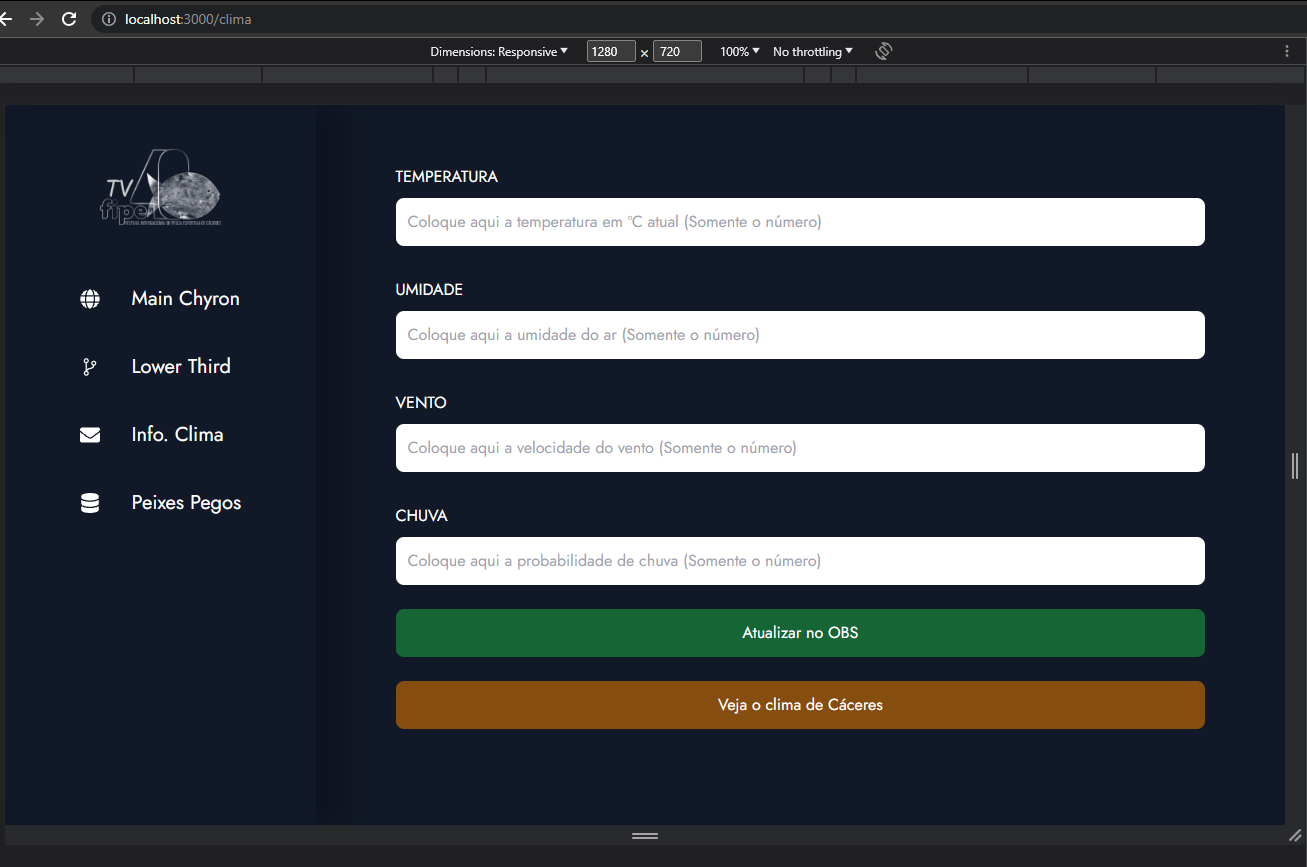 localhost:3000/clima
Dimensions: Responsive 1280 x 720 100% No throttling
TV
fipe
FESTIVAL INTERNACIONAL DE PESCA ESPORTIVA DE CÁCERES
Main Chyron
Lower Third
Info. Clima
Peixes Pegos
TEMPERATURA
Coloque aqui a temperatura em °C atual (Somente o número)
UMIDADE
Coloque aqui a umidade do ar (Somente o número)
VENTO
Coloque aqui a velocidade do vento (Somente o número)
CHUVA
Coloque aqui a probabilidade de chuva (Somente o número)
Atualizar no OBS
Veja o clima de Cáceres